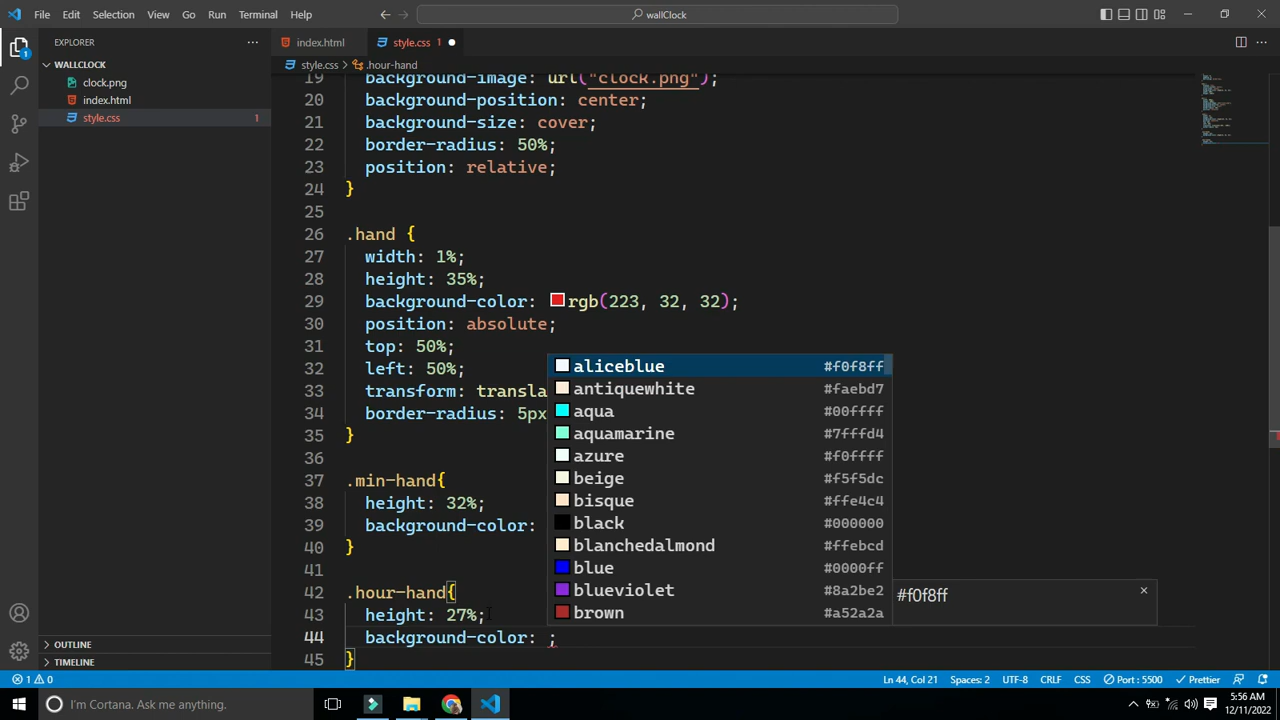 File Edit Selection View Go Run Terminal Help
wallClock
EXPLORER
index.html
style.css 1
WALLCLOCK
style.css
.hour-hand
clock.png
index.html
style.css 1
19 background-image: url("clock.png");
20 background-position: center;
21 background-size: cover;
22 border-radius: 50%;
23 position: relative;
24 }
25
26 .hand {
27 width: 1%;
28 height: 35%;
29 background-color: rgb(223, 32, 32);
30 position: absolute;
31 top: 50%;
32 left: 50%;
33 transform: transla
34 border-radius: 5px
35 }
36
37 .min-hand{
38 height: 32%;
39 background-color:
40 }
41
42 .hour-hand{
43 height: 27%;
44 background-color: ;
45 }
aliceblue #f0f8ff
antiquewhite #faebd7
aqua #00ffff
aquamarine #7fffd4
azure #f0ffff
beige #f5f5dc
bisque #ffe4c4
black #000000
blanchedalmond #ffebcd
blue #0000ff
blueviolet #8a2be2
brown #a52a2a
#f0f8ff
OUTLINE
TIMELINE
1 0
Ln 44, Col 21 Spaces: 2 UTF-8 CRLF CSS Port : 5500 Prettier
I'm Cortana. Ask me anything.
5:56 AM
12/11/2022